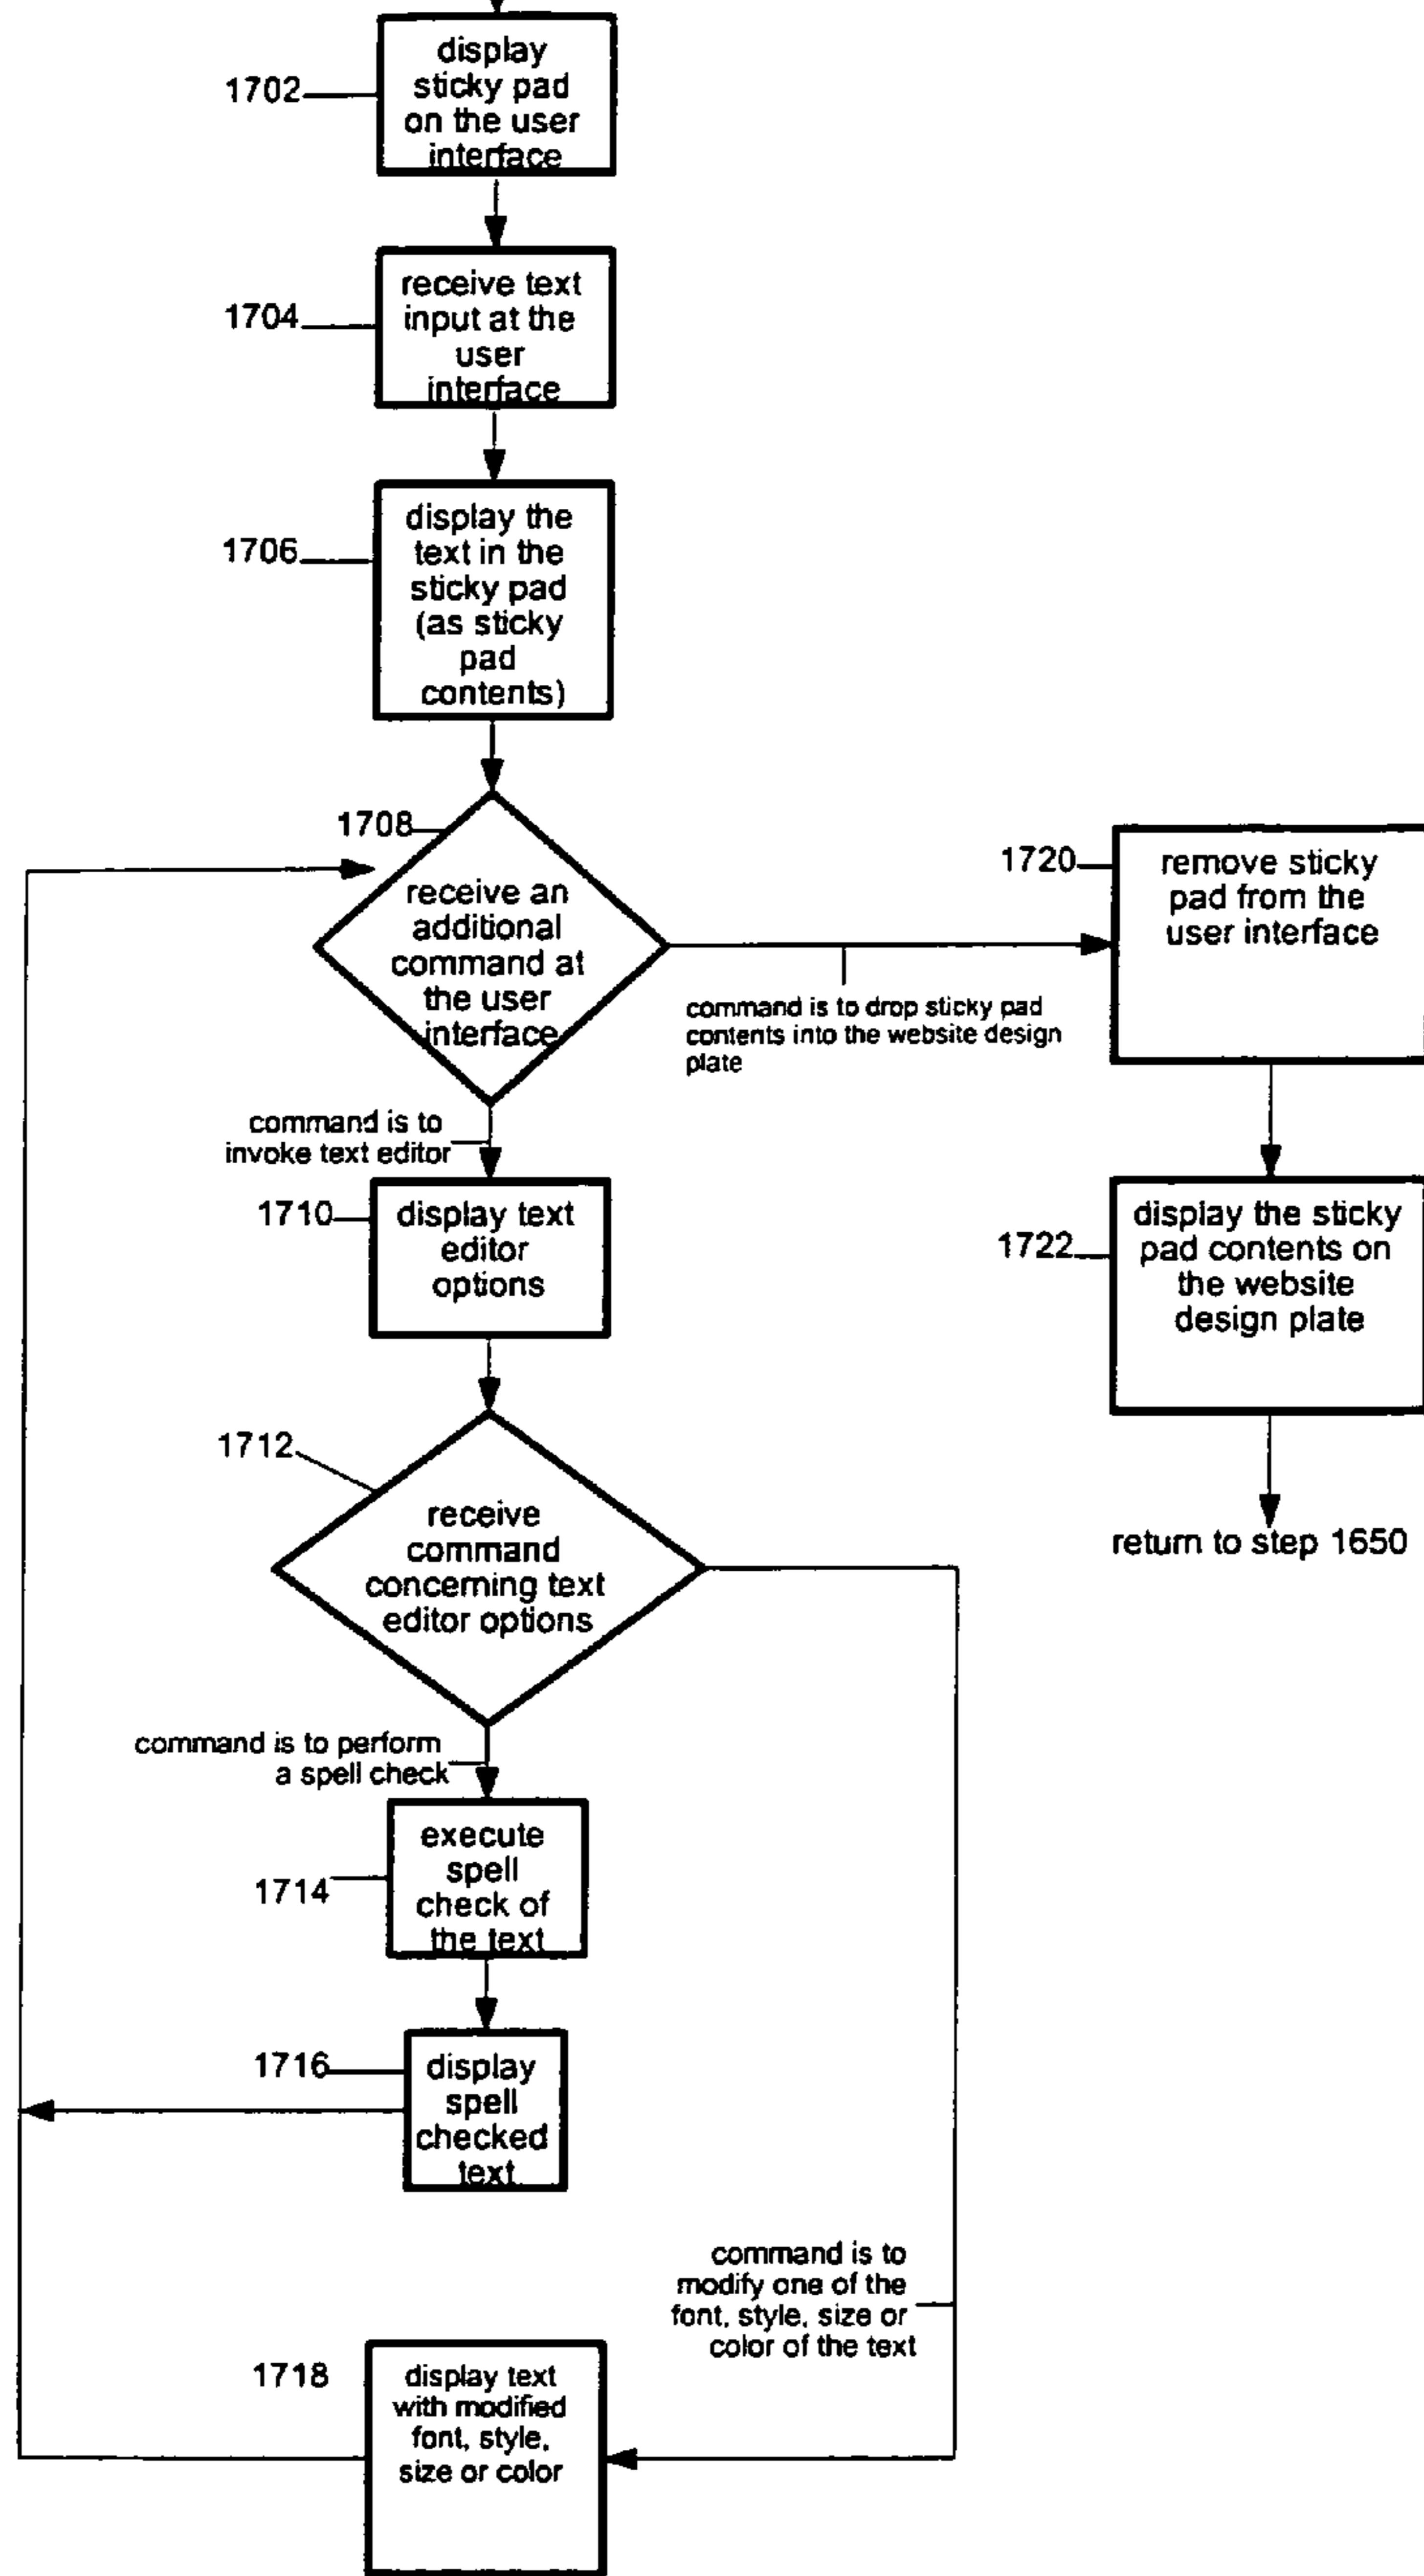 1702
display
sticky pad
on the user
interface
1704
receive text
input at the
user
interface
1706
display the
text in the
sticky pad
(as sticky
pad
contents)
1708
receive an
additional
command at
the user
interface
command is to drop sticky pad
contents into the website design
plate
1720
remove sticky
pad from the
user interface
command is to
invoke text editor
1710
display text
editor
options
1722
display the sticky
pad contents on
the website
design plate
return to step 1650
1712
receive
command
concerning text
editor options
command is to perform
a spell check
1714
execute
spell
check of
the text
1716
display
spell
checked
text
command is to
modify one of the
font, style, size or
color of the text
1718
display text
with modified
font, style,
size or color